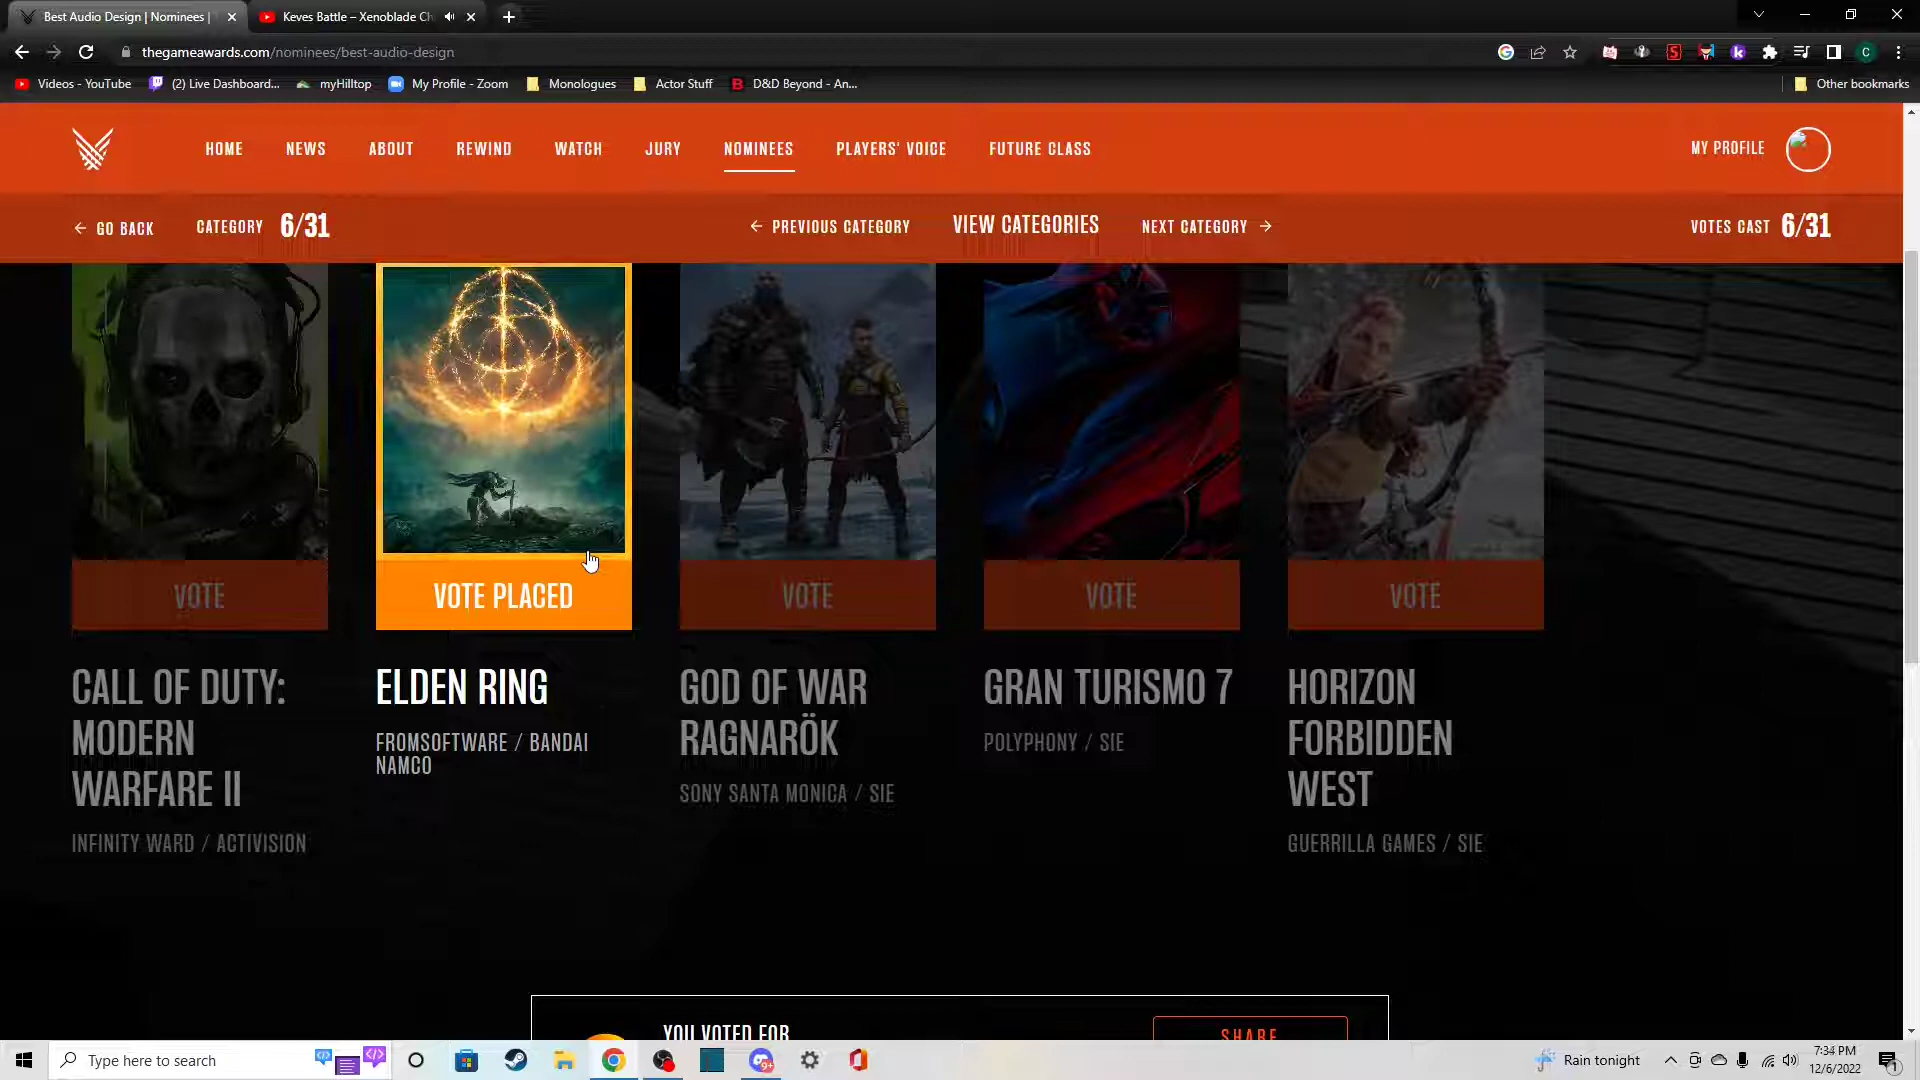 Best Audio Design | Nominees |
Keves Battle – Xenoblade Ch
thegameawards.com/nominees/best-audio-design
Videos - YouTube
(2) Live Dashboard...
myHilltop
My Profile - Zoom
Monologues
Actor Stuff
D&D Beyond - An...
Other bookmarks
HOME
NEWS
ABOUT
REWIND
WATCH
JURY
NOMINEES
PLAYERS' VOICE
FUTURE CLASS
MY PROFILE
GO BACK
CATEGORY 6/31
PREVIOUS CATEGORY
VIEW CATEGORIES
NEXT CATEGORY
VOTES CAST 6/31
VOTE
VOTE PLACED
VOTE
VOTE
VOTE
CALL OF DUTY:
MODERN
WARFARE II
INFINITY WARD / ACTIVISION
ELDEN RING
FROMSOFTWARE / BANDAI
NAMCO
GOD OF WAR
RAGNARÖK
SONY SANTA MONICA / SIE
GRAN TURISMO 7
POLYPHONY / SIE
HORIZON
FORBIDDEN
WEST
GUERRILLA GAMES / SIE
YOU VOTED FOR
SHARE
Type here to search
Rain tonight
7:34 PM
12/6/2022